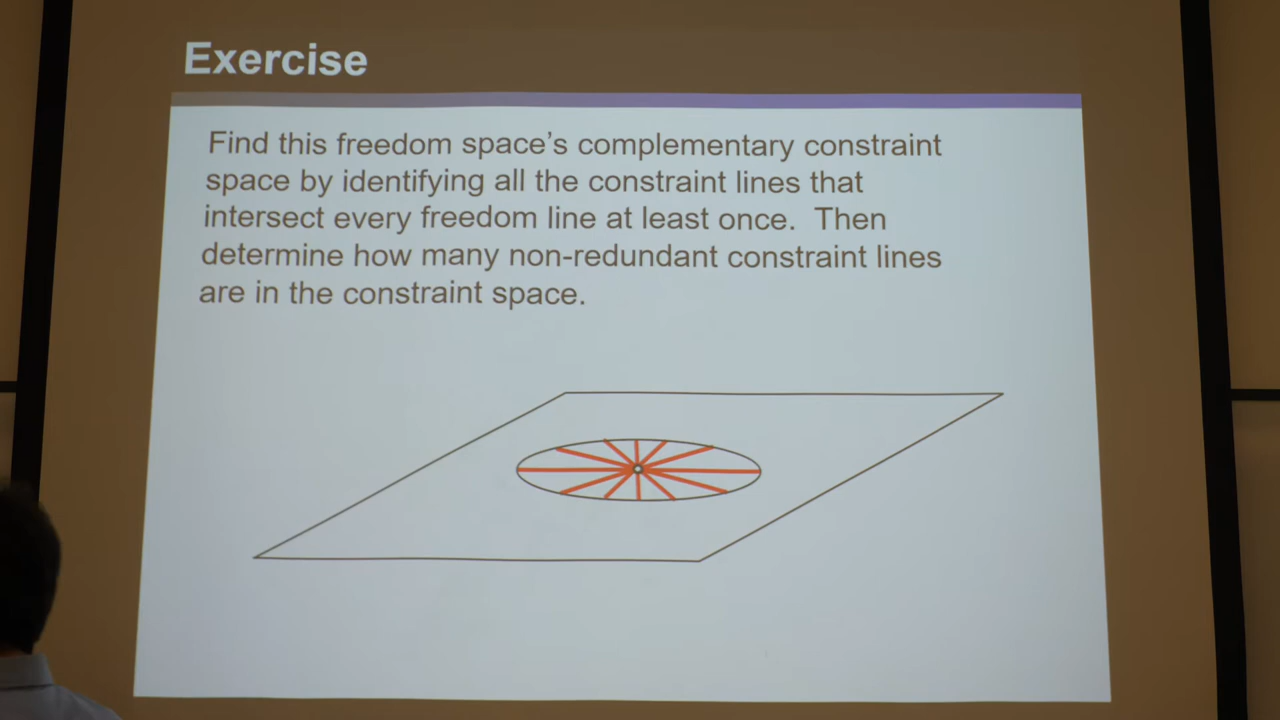 Exercise
Find this freedom space's complementary constraint
space by identifying all the constraint lines that
intersect every freedom line at least once. Then
determine how many non-redundant constraint lines
are in the constraint space.